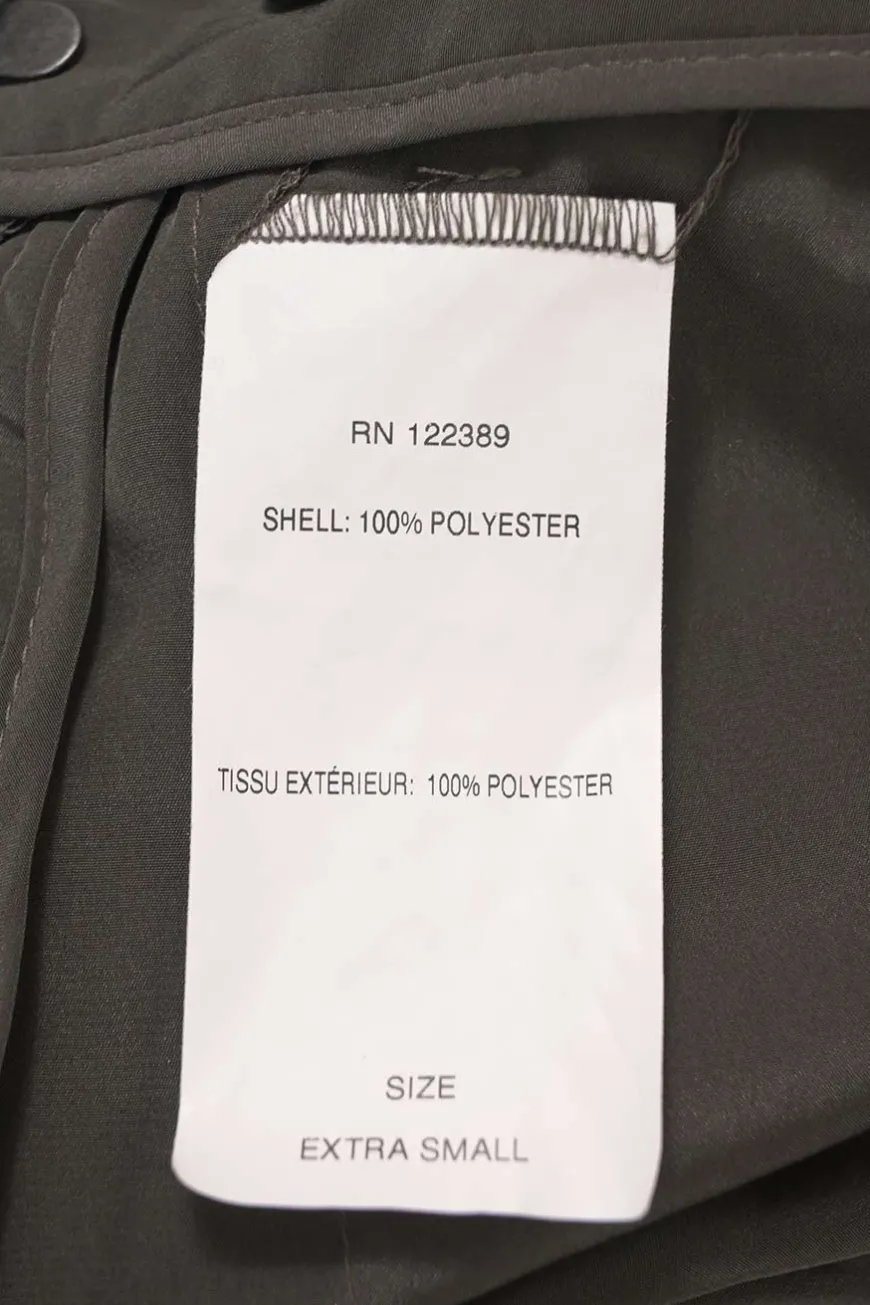 RN 122389
SHELL: 100% POLYESTER
TISSU EXTÉRIEUR: 100% POLYESTER
SIZE
EXTRA SMALL